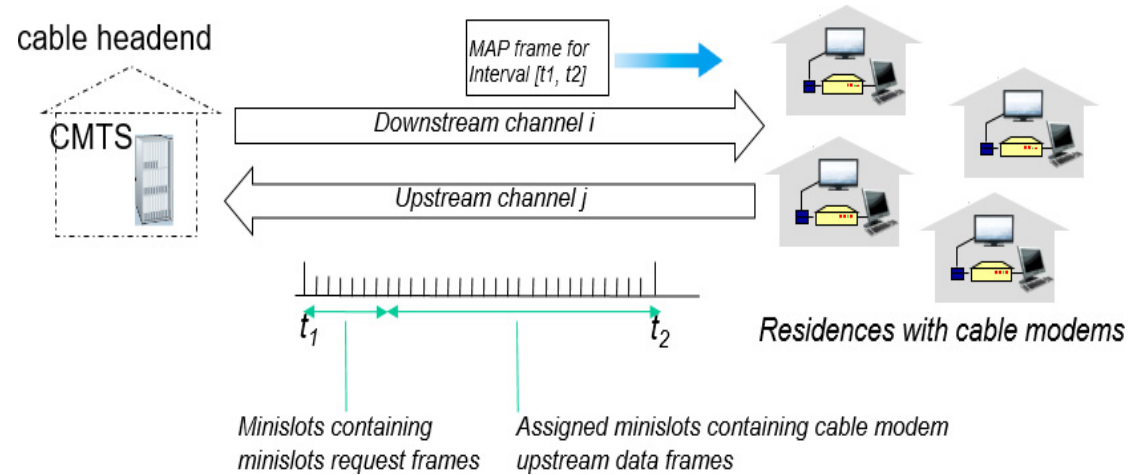 cable headend
MAP frame for
Interval [t1, t2]
CMTS
Downstream channel i
Upstream channel j
t1
t2
Residences with cable modems
Minislots containing
minislots request frames
Assigned minislots containing cable modem
upstream data frames